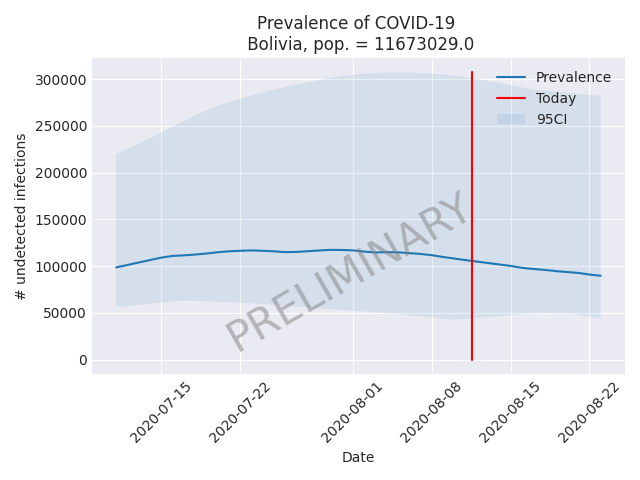 Prevalence of COVID-19
Bolivia, pop. = 11673029.0
Prevalence
Today
95CI
300000
250000
200000
150000
100000
50000
0
# undetected infections
PRELIMINARY
2020-07-15
2020-07-22
2020-08-01
2020-08-08
2020-08-15
2020-08-22
Date